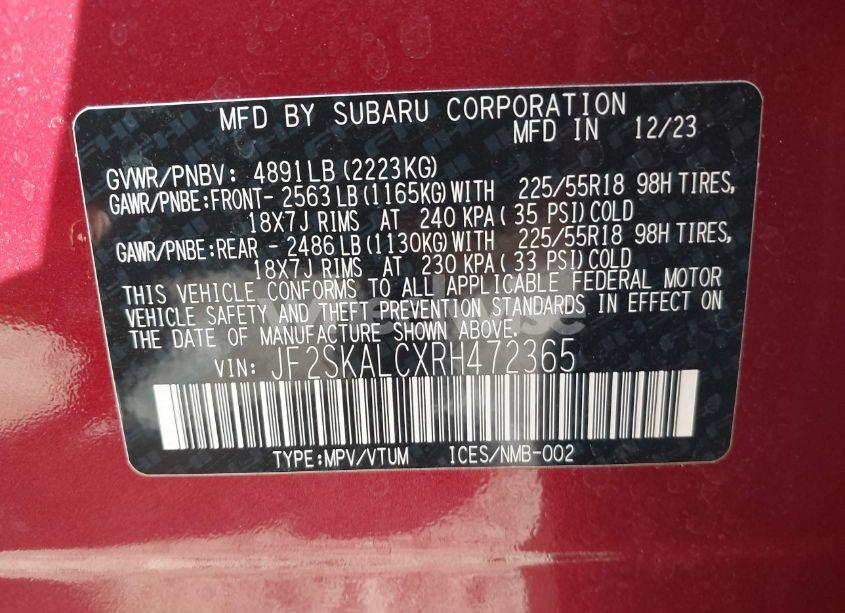 MFD BY SUBARU CORPORATION
MFD IN 12/23
GVWR/PNBV: 4891LB (2223KG)
GAWR/PNBE:FRONT- 2563LB(1165KG)WITH 225/55R18 98H TIRES,
18X7J RIMS AT 240 KPA( 35 PSI)COLD
GAWR/PNBE:REAR - 2486LB(1130KG)WITH 225/55R18 98H TIRES,
18X7J RIMS AT 230 KPA( 33 PSI)COLD
THIS VEHICLE CONFORMS TO ALL APPLICABLE FEDERAL MOTOR
VEHICLE SAFETY AND THEFT PREVENTION STANDARDS IN EFFECT ON
THE DATE OF MANUFACTURE SHOWN ABOVE.
VIN: JF2SKALCXRH472365
TYPE:MPV/VTUM ICES/NMB-002